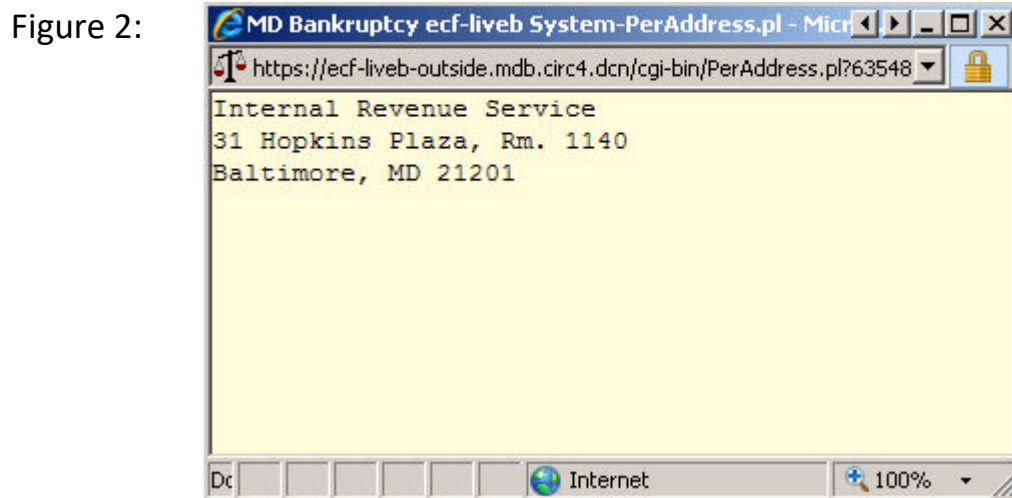 Figure 2:
MD Bankruptcy ecf-liveb System-PerAddress.pl - Micr
https://ecf-liveb-outside.mdb.circ4.dcn/cgi-bin/PerAddress.pl?63548
Internal Revenue Service
31 Hopkins Plaza, Rm. 1140
Baltimore, MD 21201
Internet
100%